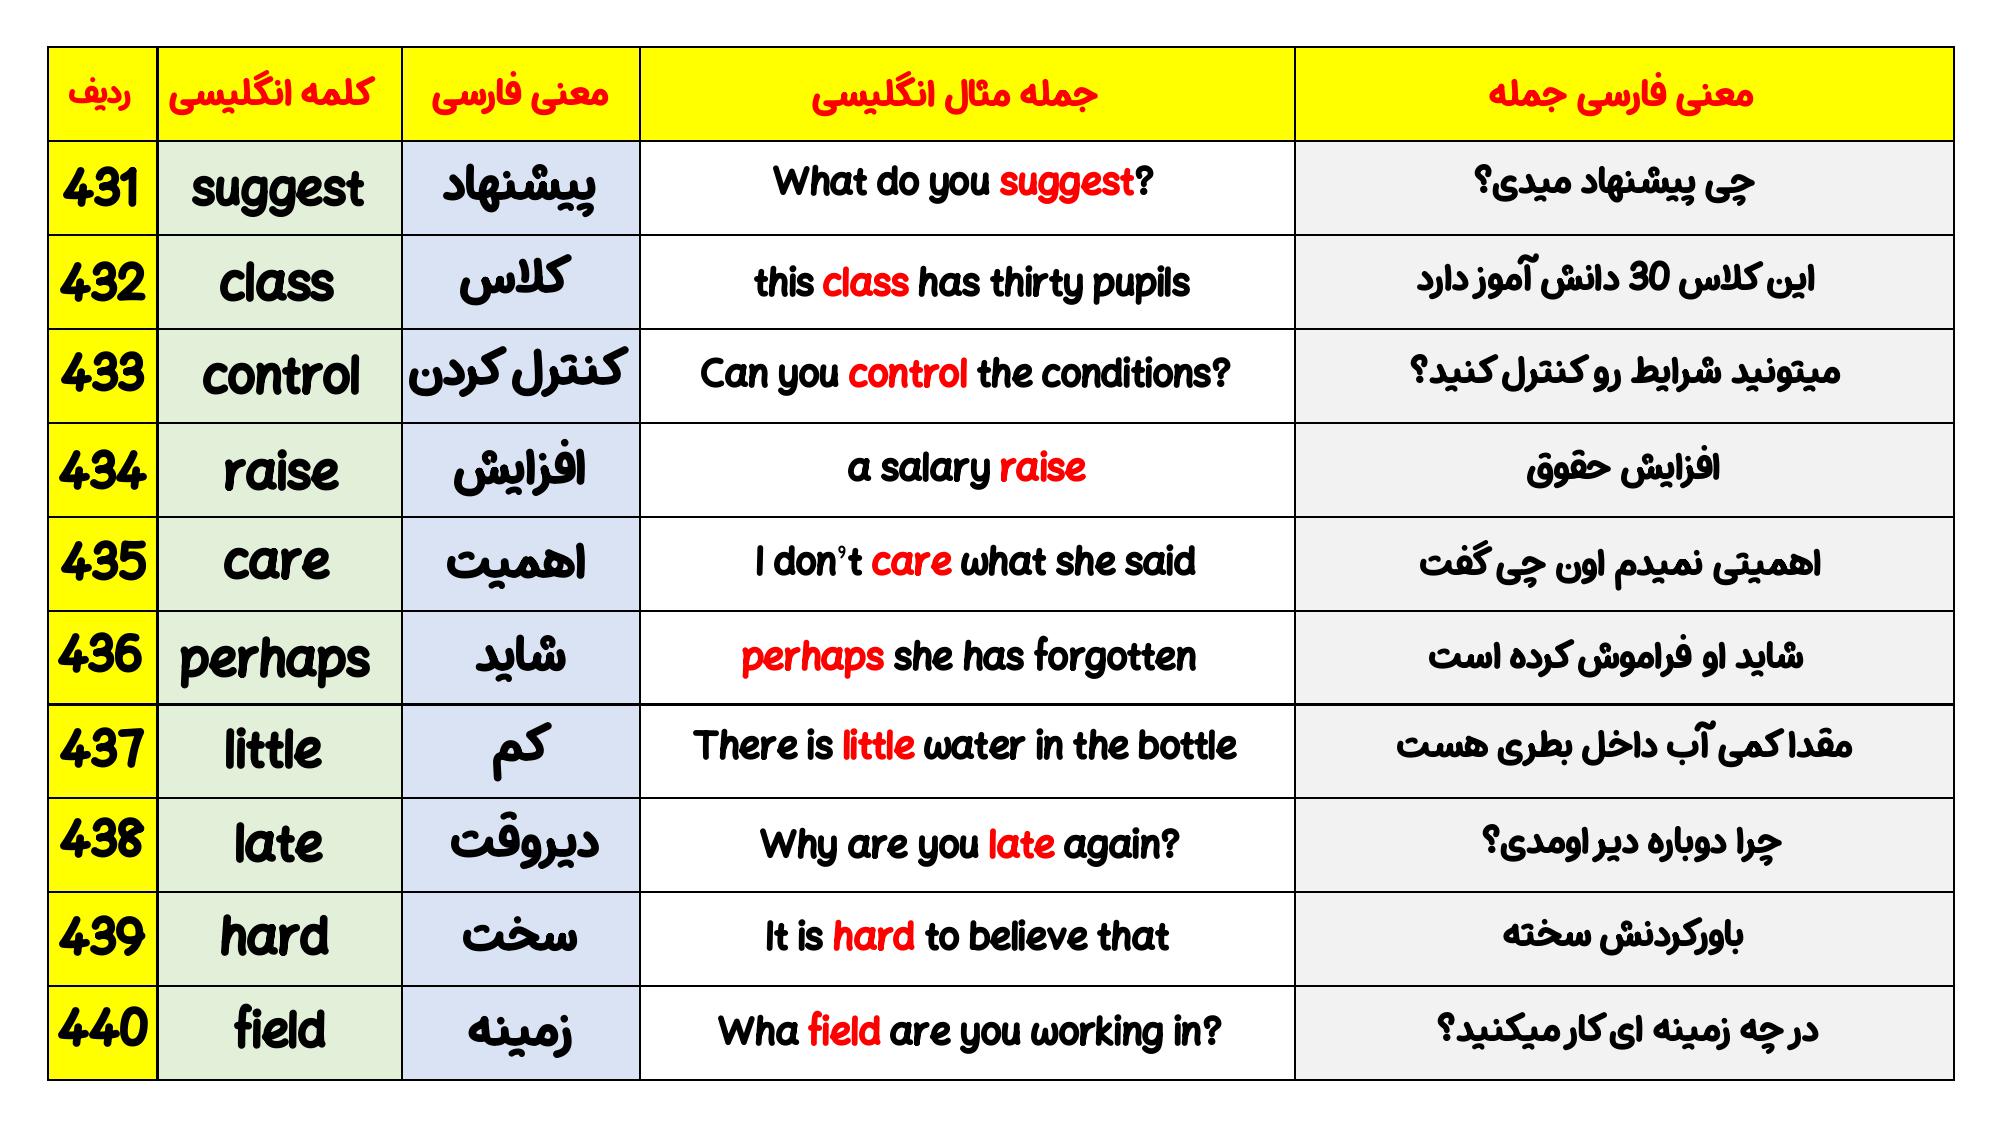 ردیف کلمه انگلیسی معنی فارسی جمله مثال انگلیسی معنی فارسی جمله
431 suggest پیشنهاد What do you suggest? چی پیشنهاد میدی؟
432 class کلاس this class has thirty pupils این کلاس 30 دانش آموز دارد
433 control کنترل کردن Can you control the conditions? میتونید شرایط رو کنترل کنید؟
434 raise افزایش a salary raise افزایش حقوق
435 care اهمیت I don’t care what she said اهمیتی نمیدم اون چی گفت
436 perhaps شاید perhaps she has forgotten شاید او فراموش کرده است
437 little کم There is little water in the bottle مقدا کمی آب داخل بطری هست
438 late دیروقت Why are you late again? چرا دوباره دیر اومدی؟
439 hard سخت It is hard to believe that باورکردنش سخته
440 field زمینه Wha field are you working in? در چه زمینه ای کار میکنید؟